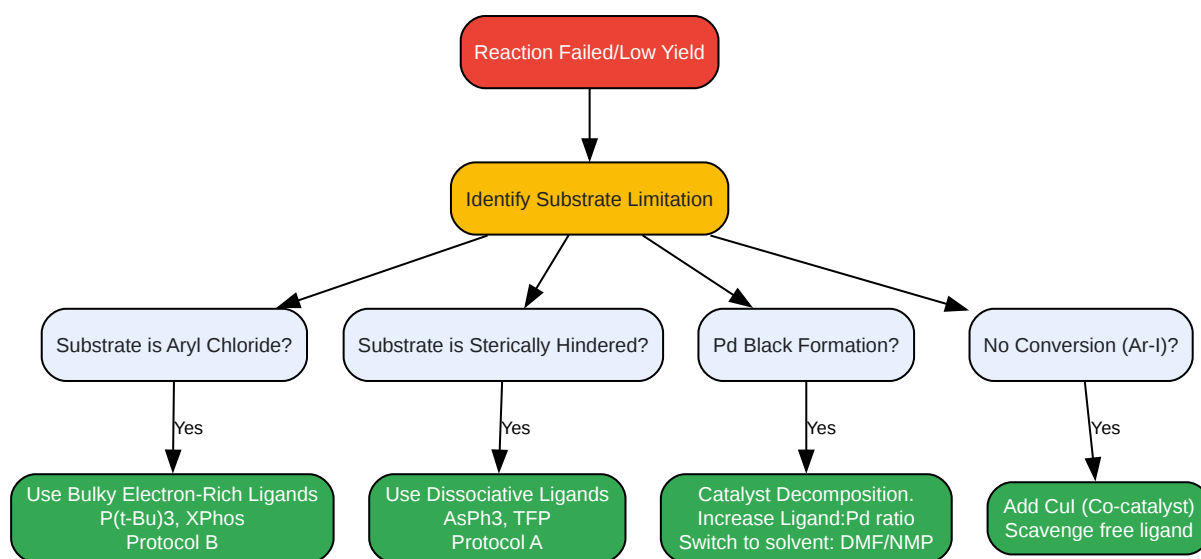 Reaction Failed/Low Yield
Identify Substrate Limitation
Substrate is Aryl Chloride?
Substrate is Sterically Hindered?
Pd Black Formation?
No Conversion (Ar-I)?
Yes
Yes
Yes
Yes
Use Bulky Electron-Rich Ligands
P(t-Bu)3, XPhos
Protocol B
Use Dissociative Ligands
AsPh3, TFP
Protocol A
Catalyst Decomposition.
Increase Ligand:Pd ratio
Switch to solvent: DMF/NMP
Add CuI (Co-catalyst)
Scavenge free ligand